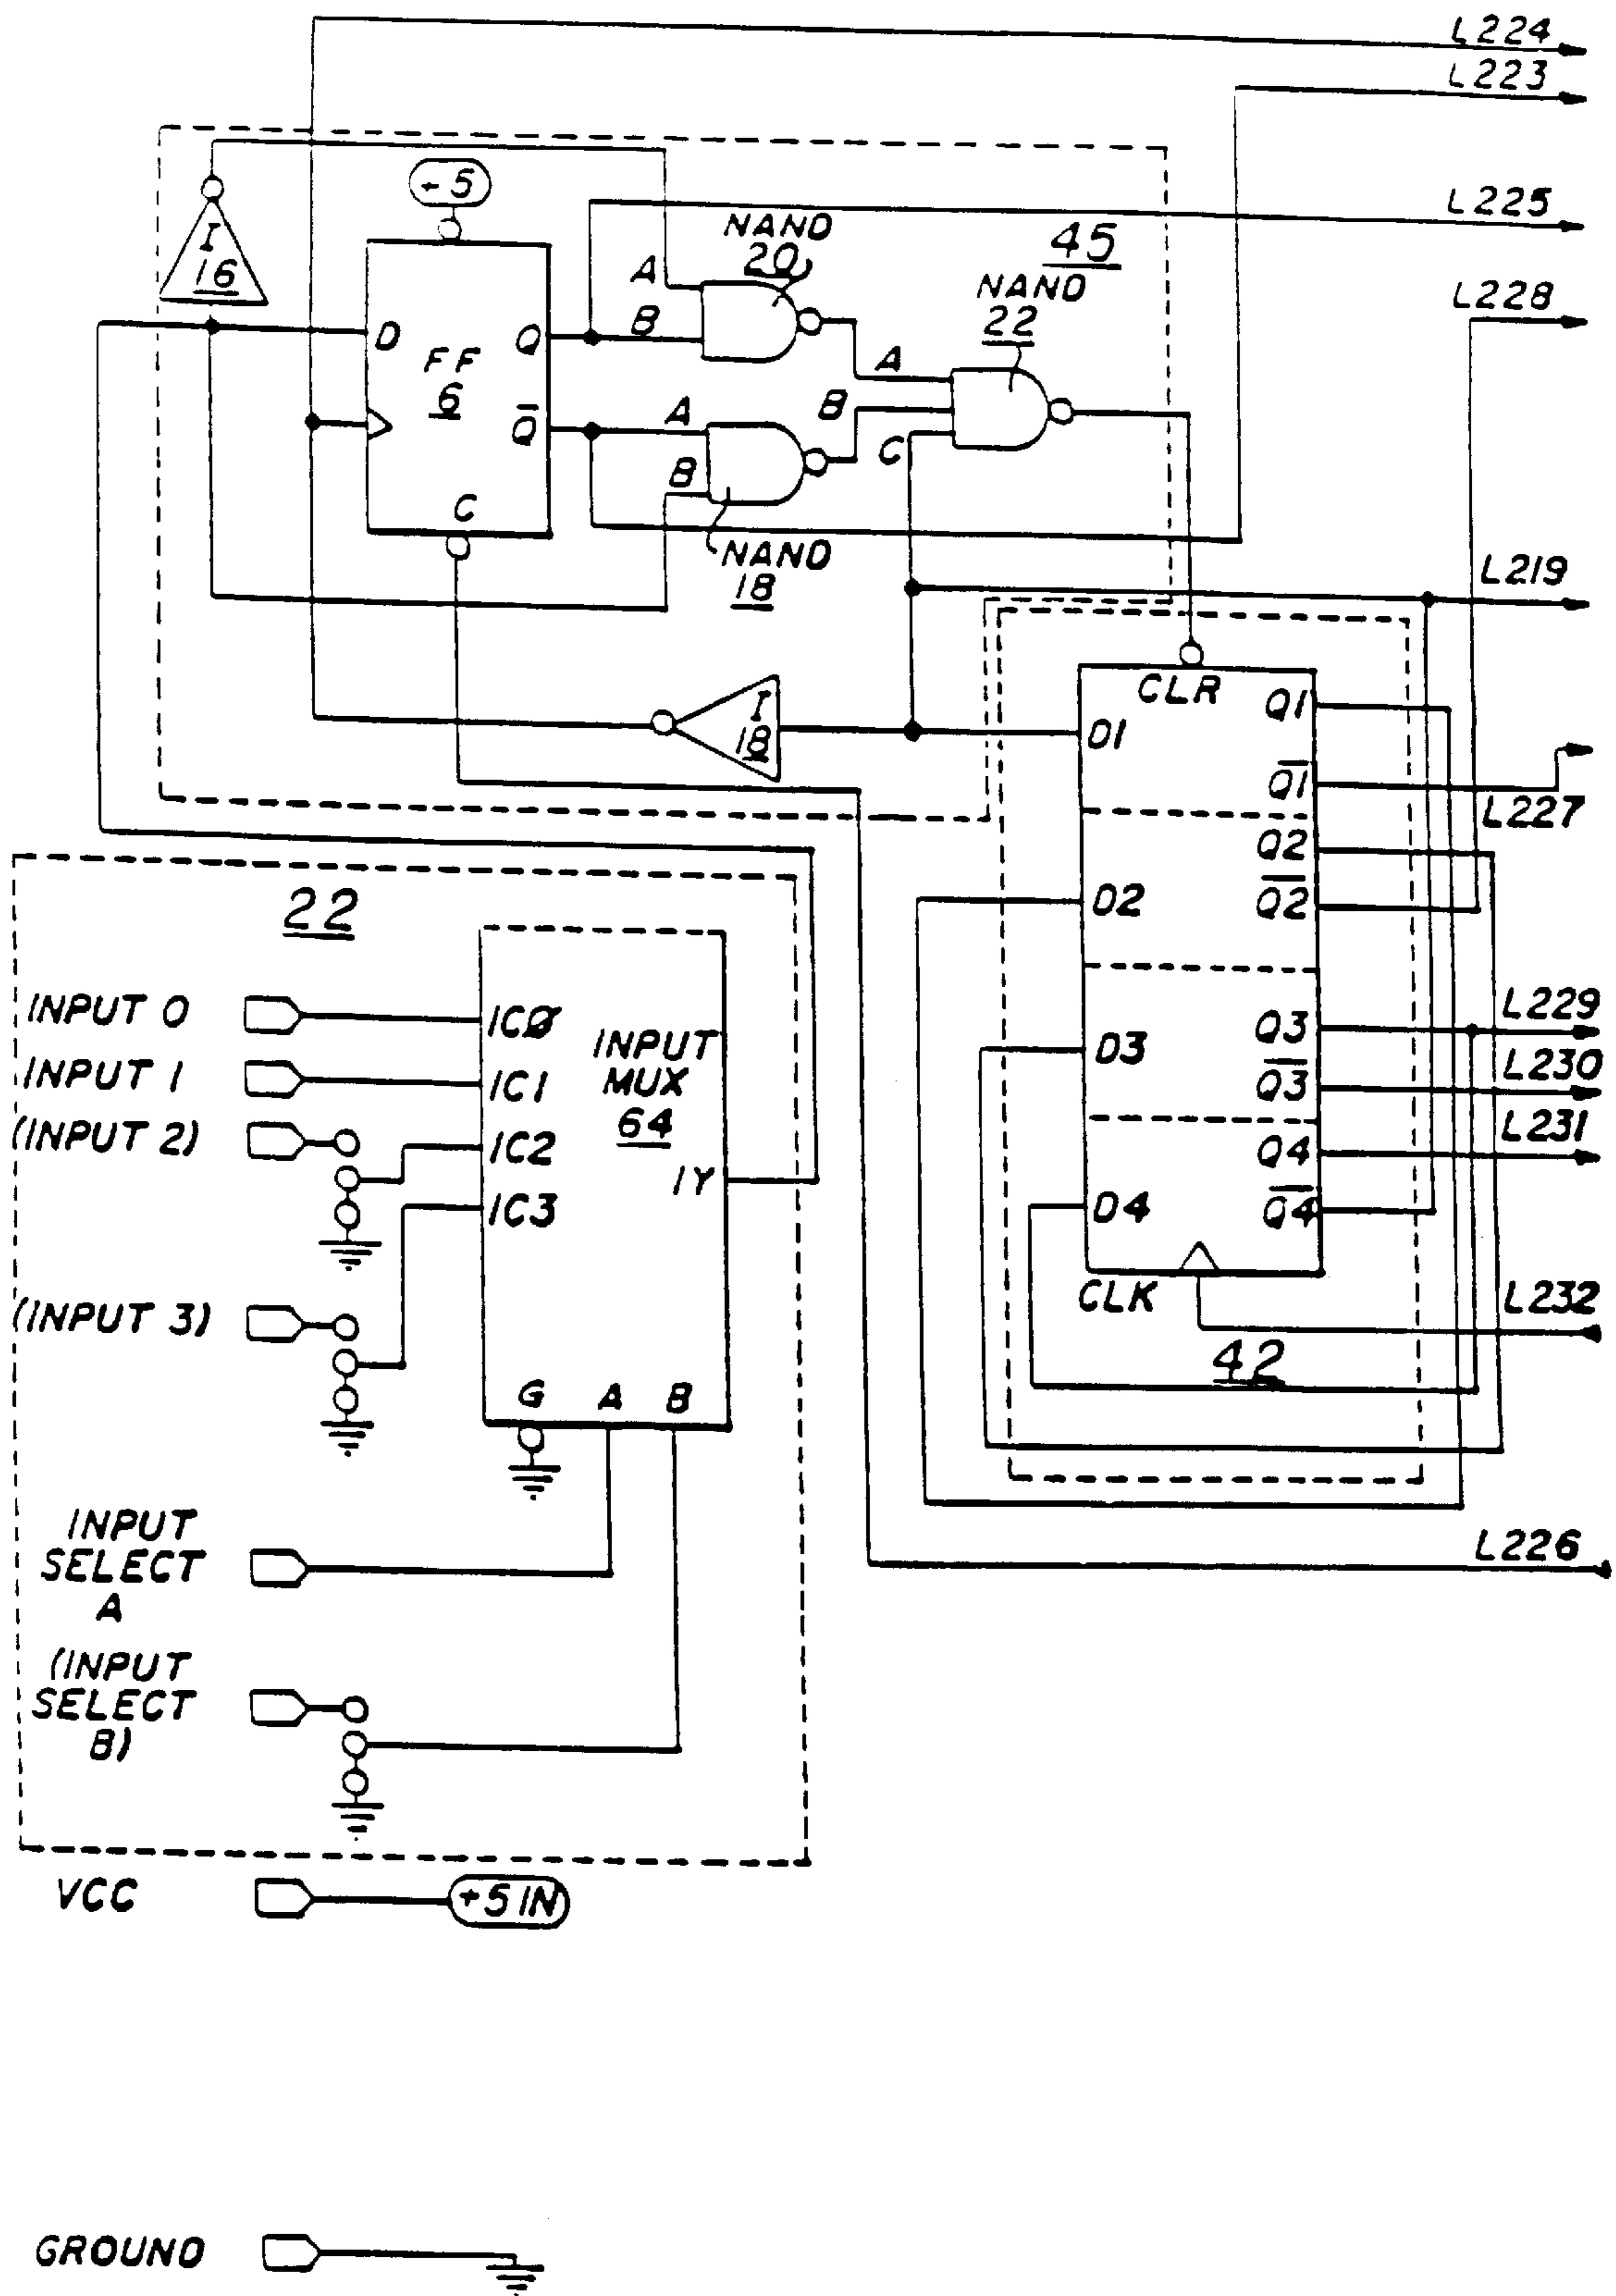 L224
L223
+5
I
16
L225
NAND
20
45
NAND
22
L228
A
B
D
Q
FF
6
A
B
C
Q̅
A
B
C
NAND
18
L219
I
18
CLR
D1
Q1
Q̅1̅
L227
Q2
D2
Q̅2̅
22
INPUT 0
IC0
INPUT
MUX
64
INPUT 1
IC1
(INPUT 2)
IC2
IY
IC3
(INPUT 3)
G A B
D3
Q3
L229
Q̅3̅
L230
Q4
L231
D4
Q̅4̅
CLK
L232
42
INPUT
SELECT
A
L226
(INPUT
SELECT
B)
VCC
+5 IN
GROUND